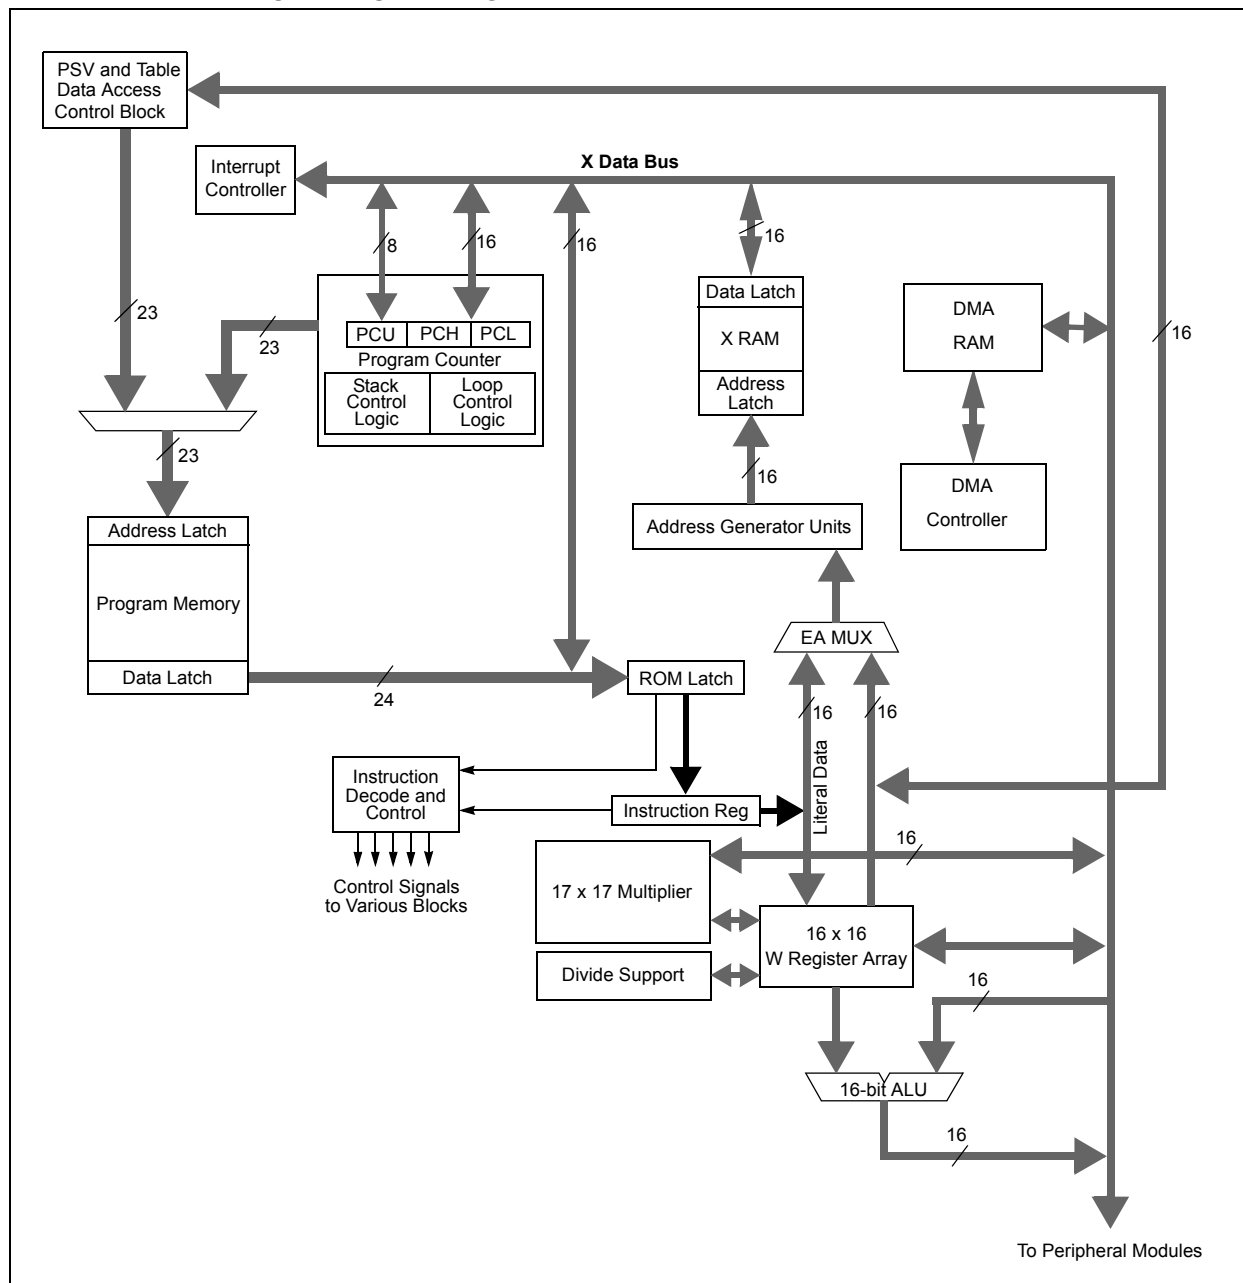 PSV and Table
Data Access
Control Block
Interrupt
Controller
X Data Bus
8
16
16
16
23
23
PCU
PCH
PCL
Program Counter
Stack
Control
Logic
Loop
Control
Logic
Data Latch
X RAM
Address
Latch
DMA
RAM
16
23
16
DMA
Controller
Address Latch
Program Memory
Data Latch
Address Generator Units
EA MUX
24
ROM Latch
16
16
Literal Data
Instruction
Decode and
Control
Instruction Reg
Control Signals
to Various Blocks
16
17 x 17 Multiplier
16 x 16
W Register Array
Divide Support
16
16-bit ALU
16
To Peripheral Modules